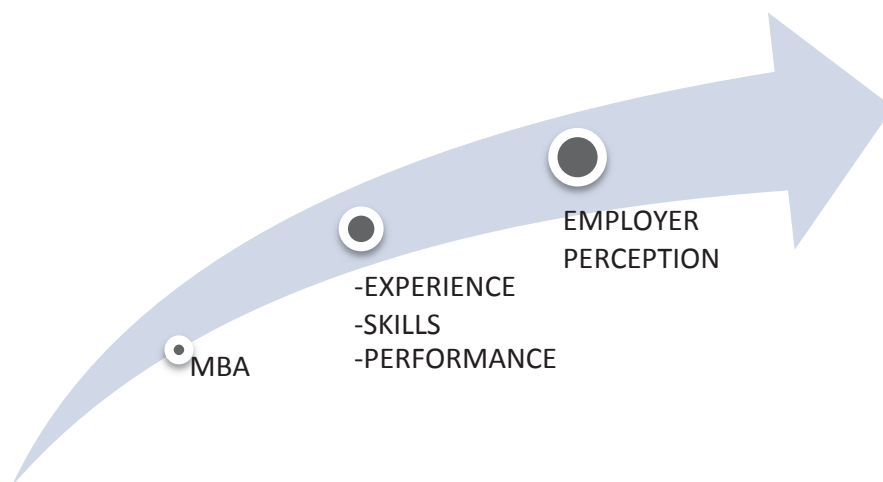 EMPLOYER
PERCEPTION
-EXPERIENCE
-SKILLS
-PERFORMANCE
MBA